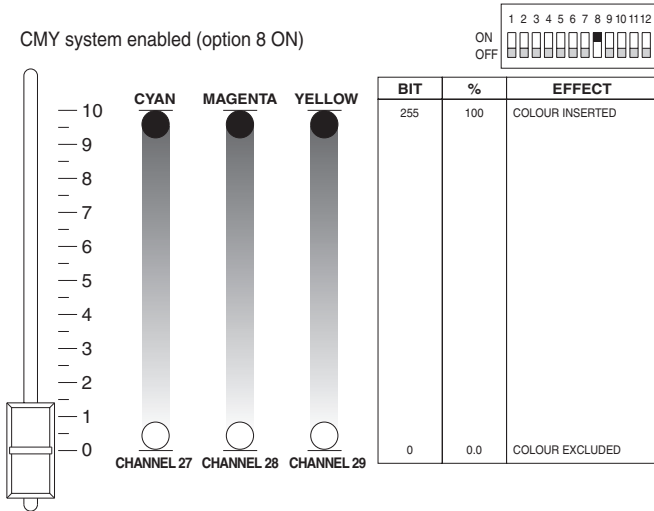 CMY system enabled (option 8 ON)
1 2 3 4 5 6 7 8 9 10 11 12
ON
OFF
CYAN MAGENTA YELLOW
10
9
8
7
6
5
4
3
2
1
0
CHANNEL 27 CHANNEL 28 CHANNEL 29
BIT % EFFECT
255 100 COLOUR INSERTED
0 0.0 COLOUR EXCLUDED